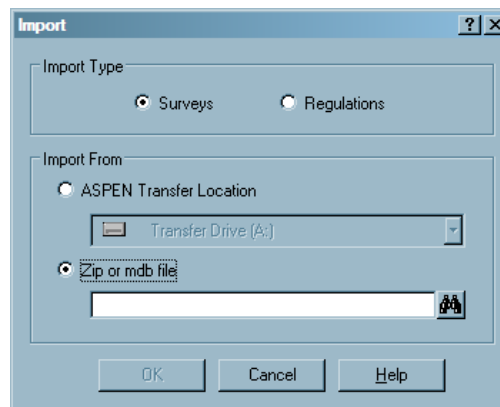 Import
Import Type
Surveys
Regulations
Import From
ASPEN Transfer Location
Transfer Drive (A:)
Zip or mdb file
OK
Cancel
Help